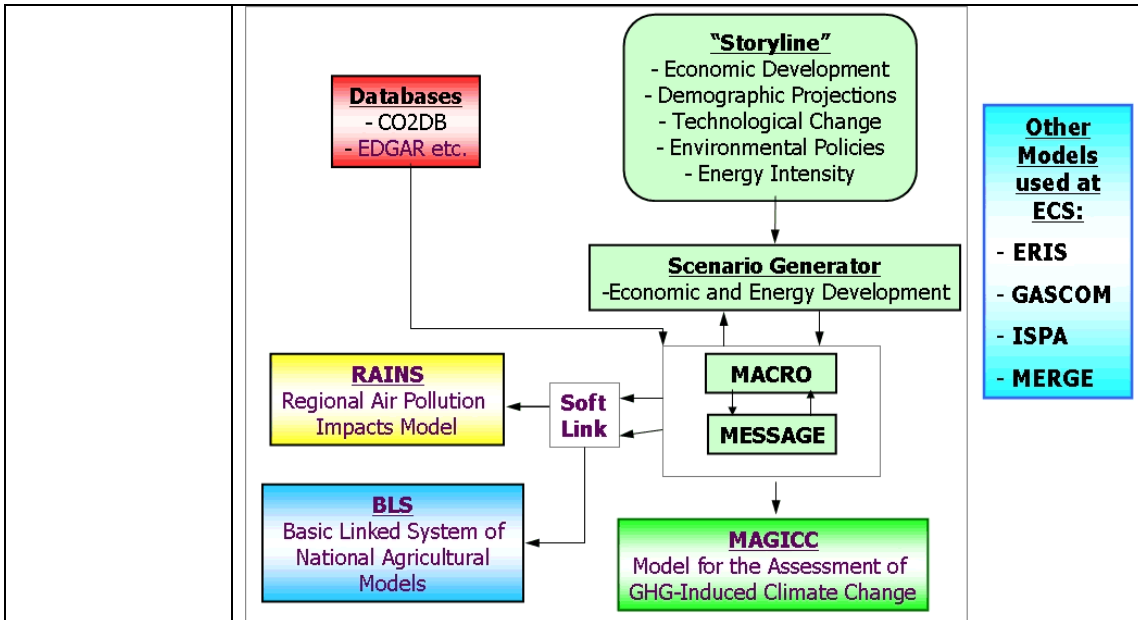 “Storyline”
- Economic Development
- Demographic Projections
- Technological Change
- Environmental Policies
- Energy Intensity
Databases
- CO2DB
- EDGAR etc.
Other
Models
used at
ECS:
- ERIS
- GASCOM
- ISPA
- MERGE
Scenario Generator
-Economic and Energy Development
MACRO
MESSAGE
RAINS
Regional Air Pollution
Impacts Model
Soft
Link
BLS
Basic Linked System of
National Agricultural
Models
MAGICC
Model for the Assessment of
GHG-Induced Climate Change